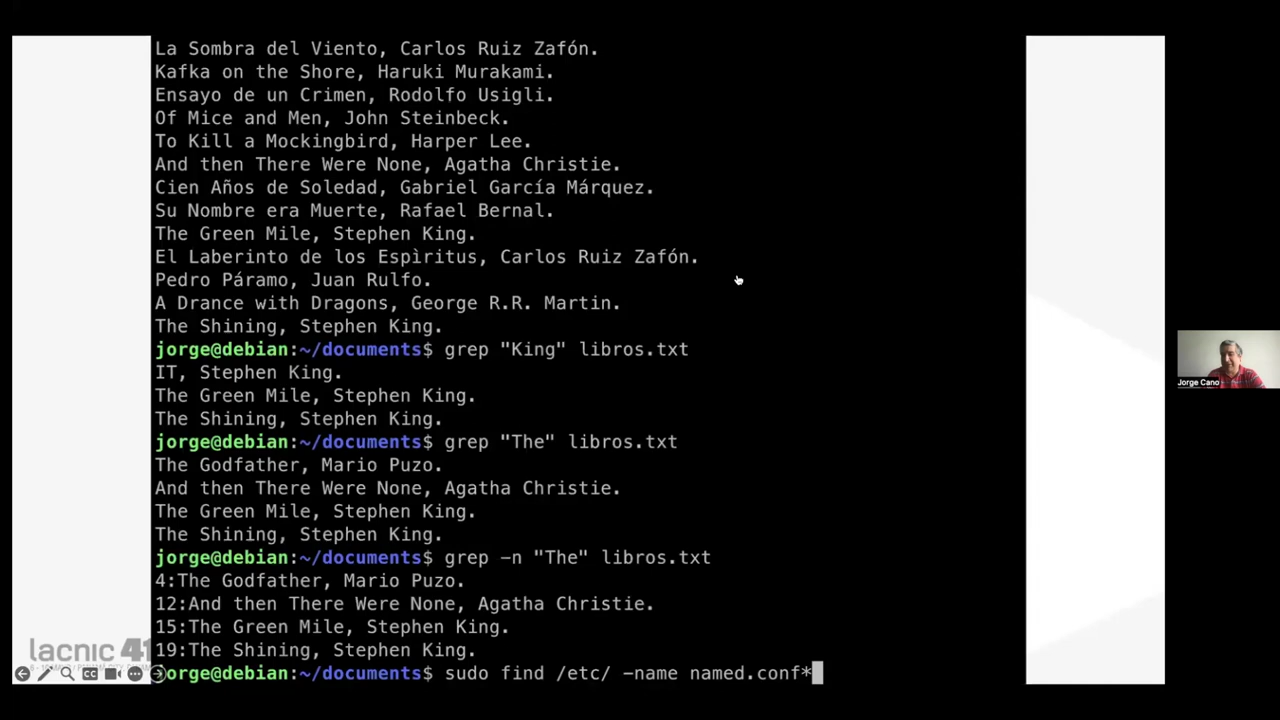 La Sombra del Viento, Carlos Ruiz Zafón.
Kafka on the Shore, Haruki Murakami.
Ensayo de un Crimen, Rodolfo Usigli.
Of Mice and Men, John Steinbeck.
To Kill a Mockingbird, Harper Lee.
And then There Were None, Agatha Christie.
Cien Años de Soledad, Gabriel García Márquez.
Su Nombre era Muerte, Rafael Bernal.
The Green Mile, Stephen King.
El Laberinto de los Espìritus, Carlos Ruiz Zafón.
Pedro Páramo, Juan Rulfo.
A Drance with Dragons, George R.R. Martin.
The Shining, Stephen King.
jorge@debian:~/documents$ grep "King" libros.txt
IT, Stephen King.
The Green Mile, Stephen King.
The Shining, Stephen King.
jorge@debian:~/documents$ grep "The" libros.txt
The Godfather, Mario Puzo.
And then There Were None, Agatha Christie.
The Green Mile, Stephen King.
The Shining, Stephen King.
jorge@debian:~/documents$ grep -n "The" libros.txt
4:The Godfather, Mario Puzo.
12:And then There Were None, Agatha Christie.
15:The Green Mile, Stephen King.
19:The Shining, Stephen King.
jorge@debian:~/documents$ sudo find /etc/ -name named.conf*
lacnic 41
CC
Jorge Cano